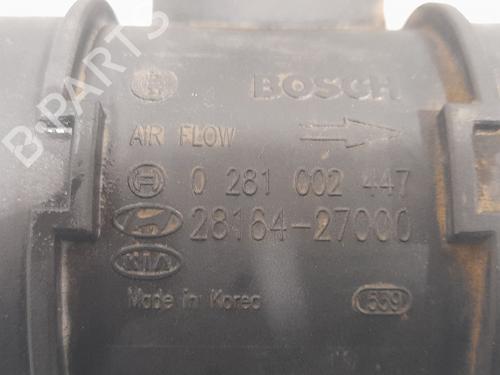 BOSCH
AIR FLOW
0 281 002 447
28164-27000
KIA
Made in Korea
559
B-PARTS